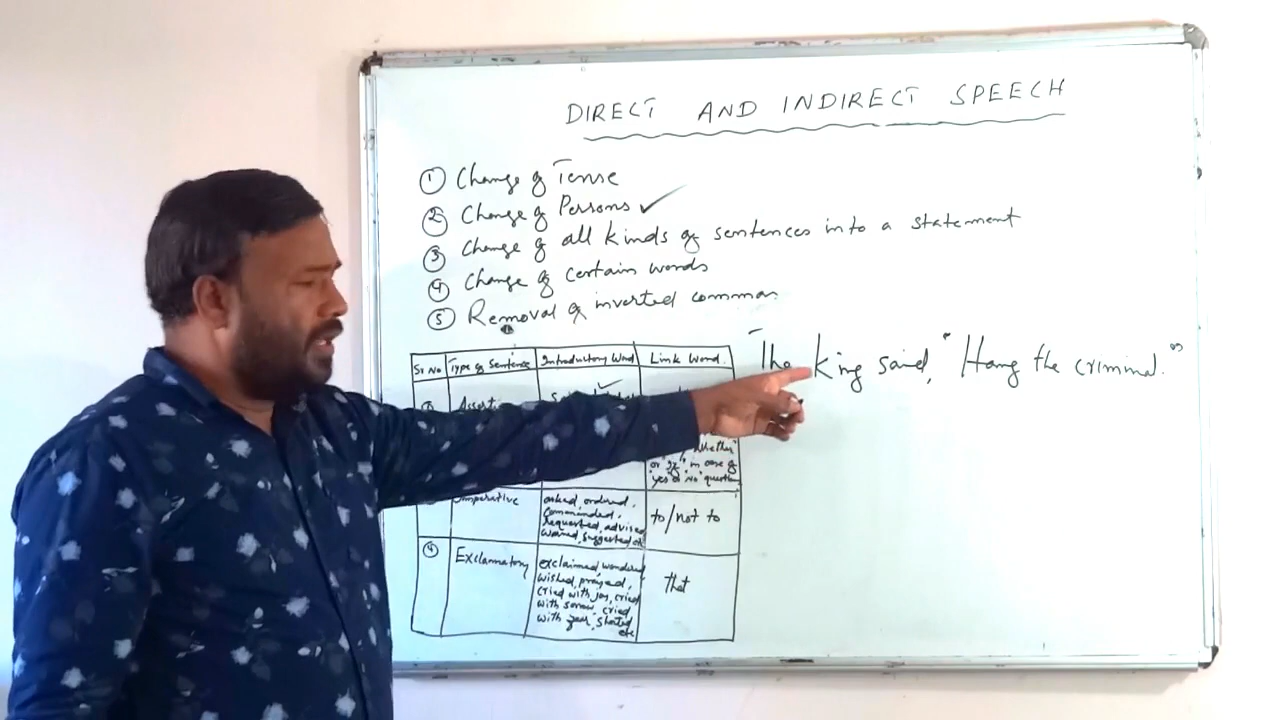 DIRECT AND INDIRECT SPEECH
① Change of Tense
② Change of Persons ✓
③ Change of all kinds of sentences into a statement
④ Change of certain words
⑤ Removal of inverted commas
Sr No Type of Sentence Introductory Word Link Word.
The king said, "Hang the criminal."
Asserti
whether
or if" in case of
yes or No question
Imperative
asked, ordered,
commanded,
requested, advised
warned, suggested etc
to/not to
④ Exclamatory
exclaimed, wondered
wished, prayed,
cried with joy, cried
with sorrow, cried
with fear, shouted
etc
that